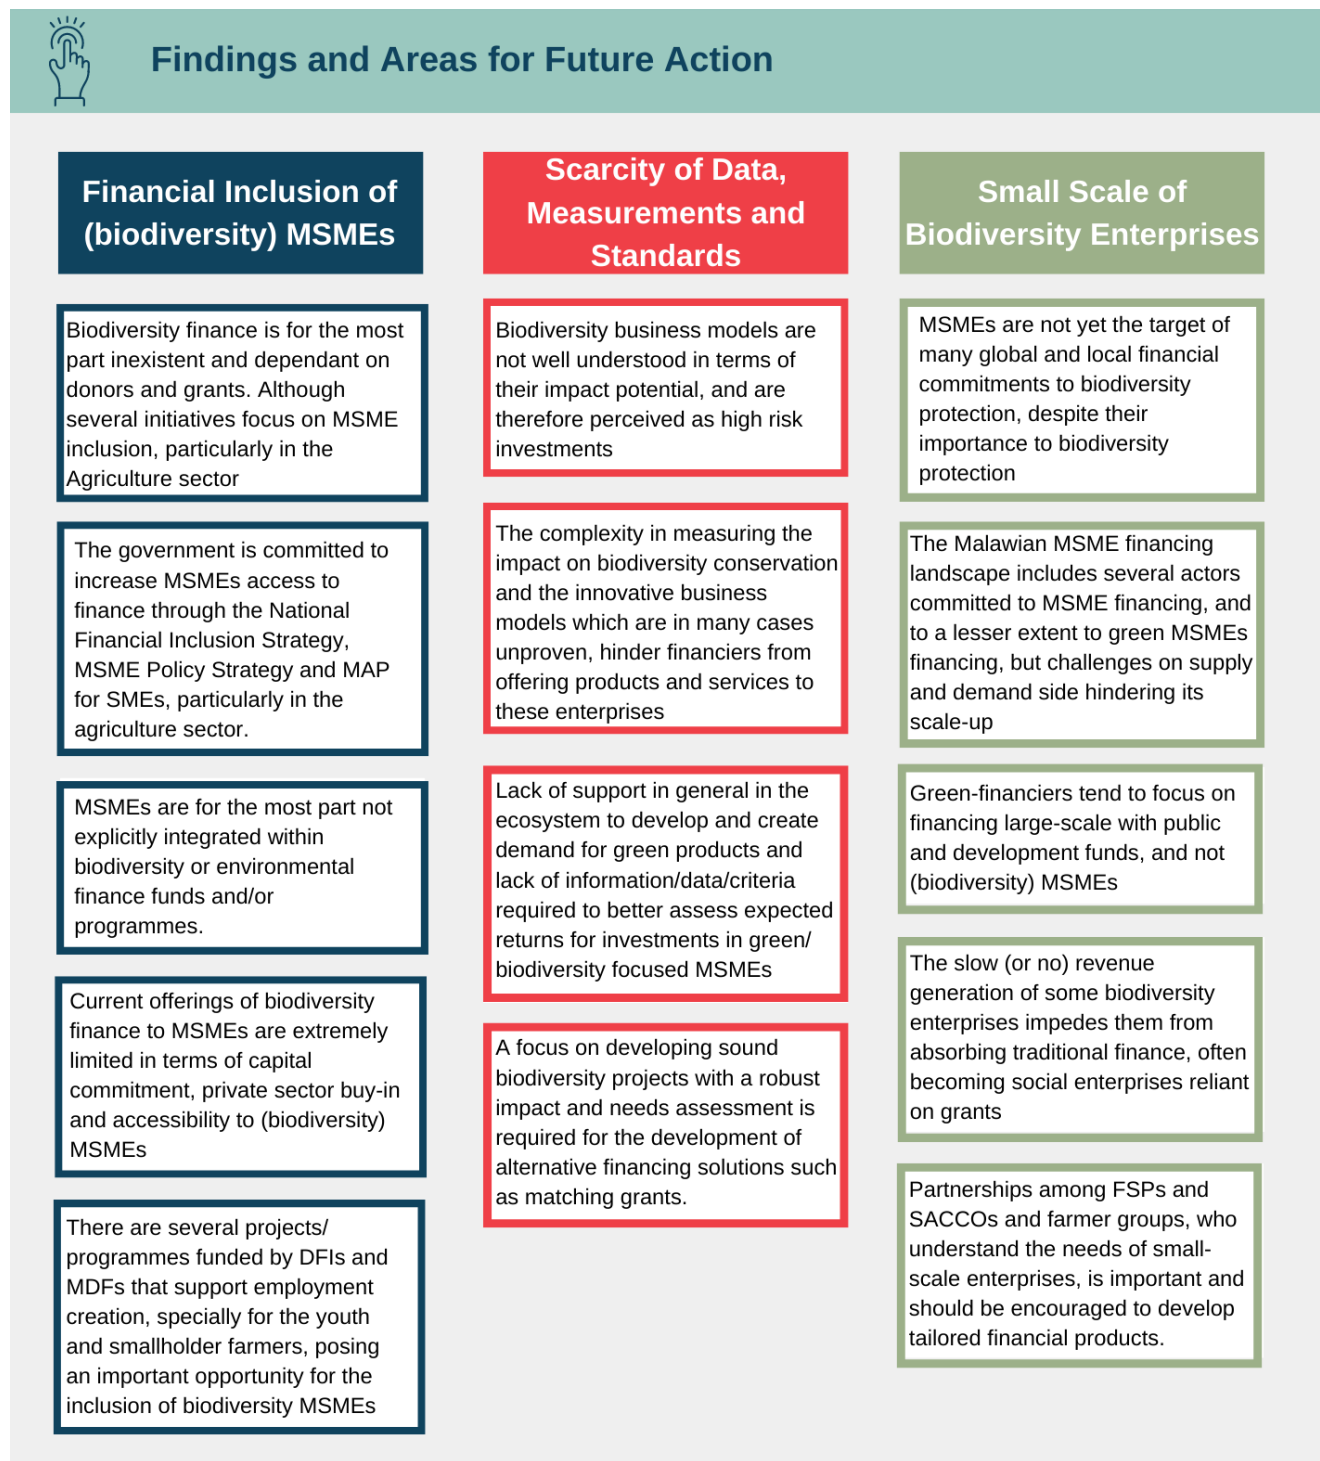 Findings and Areas for Future Action
Financial Inclusion of
(biodiversity) MSMEs
Biodiversity finance is for the most
part inexistent and dependant on
donors and grants. Although
several initiatives focus on MSME
inclusion, particularly in the
Agriculture sector
The government is committed to
increase MSMEs access to
finance through the National
Financial Inclusion Strategy,
MSME Policy Strategy and MAP
for SMEs, particularly in the
agriculture sector.
MSMEs are for the most part not
explicitly integrated within
biodiversity or environmental
finance funds and/or
programmes.
Current offerings of biodiversity
finance to MSMEs are extremely
limited in terms of capital
commitment, private sector buy-in
and accessibility to (biodiversity)
MSMEs
There are several projects/
programmes funded by DFIs and
MDFs that support employment
creation, specially for the youth
and smallholder farmers, posing
an important opportunity for the
inclusion of biodiversity MSMEs
Scarcity of Data,
Measurements and
Standards
Biodiversity business models are
not well understood in terms of
their impact potential, and are
therefore perceived as high risk
investments
The complexity in measuring the
impact on biodiversity conservation
and the innovative business
models which are in many cases
unproven, hinder financiers from
offering products and services to
these enterprises
Lack of support in general in the
ecosystem to develop and create
demand for green products and
lack of information/data/criteria
required to better assess expected
returns for investments in green/
biodiversity focused MSMEs
A focus on developing sound
biodiversity projects with a robust
impact and needs assessment is
required for the development of
alternative financing solutions such
as matching grants.
Small Scale of
Biodiversity Enterprises
MSMEs are not yet the target of
many global and local financial
commitments to biodiversity
protection, despite their
importance to biodiversity
protection
The Malawian MSME financing
landscape includes several actors
committed to MSME financing, and
to a lesser extent to green MSMEs
financing, but challenges on supply
and demand side hindering its
scale-up
Green-financiers tend to focus on
financing large-scale with public
and development funds, and not
(biodiversity) MSMEs
The slow (or no) revenue
generation of some biodiversity
enterprises impedes them from
absorbing traditional finance, often
becoming social enterprises reliant
on grants
Partnerships among FSPs and
SACCOs and farmer groups, who
understand the needs of small-
scale enterprises, is important and
should be encouraged to develop
tailored financial products.